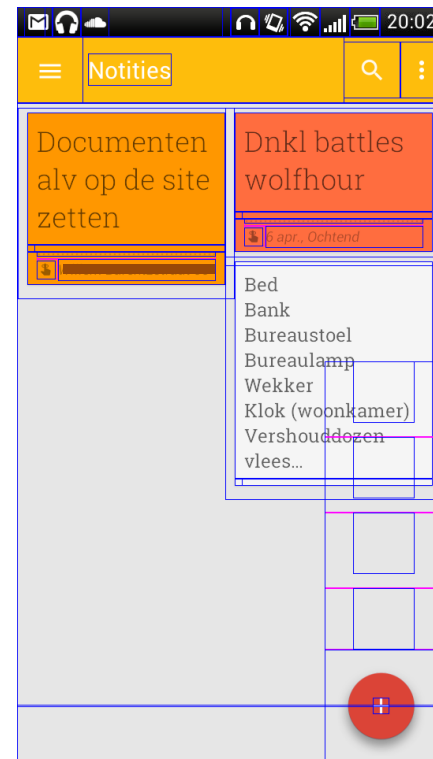 20:02
Notities
Documenten
alv op de site
zetten
Dnkl battles
wolfhour
6 apr., Ochtend
Bed
Bank
Bureaustoel
Bureaulamp
Wekker
Klok (woonkamer)
Vershouddozen
vlees...